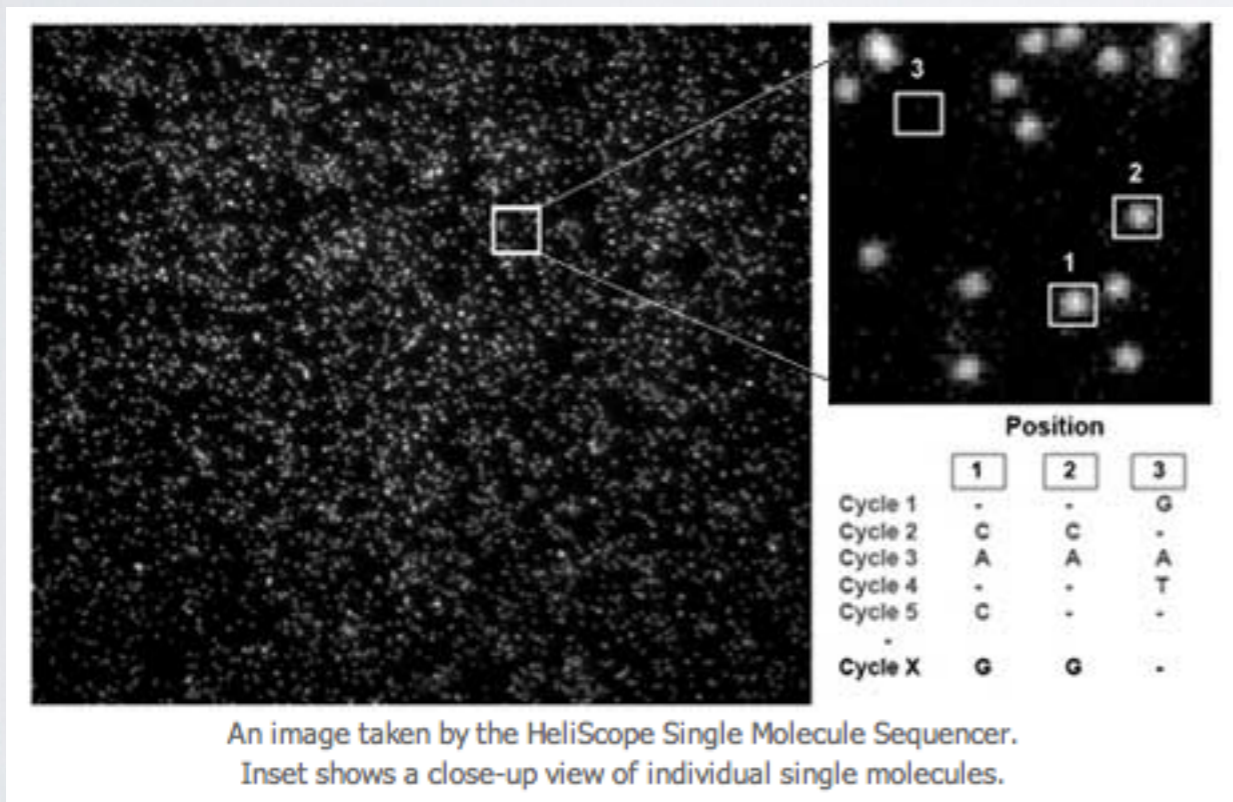 3
2
1
Position
1 2 3
Cycle 1 - - G
Cycle 2 C C -
Cycle 3 A A A
Cycle 4 - - T
Cycle 5 C - -
-
Cycle X G G -
An image taken by the HeliScope Single Molecule Sequencer.
Inset shows a close-up view of individual single molecules.